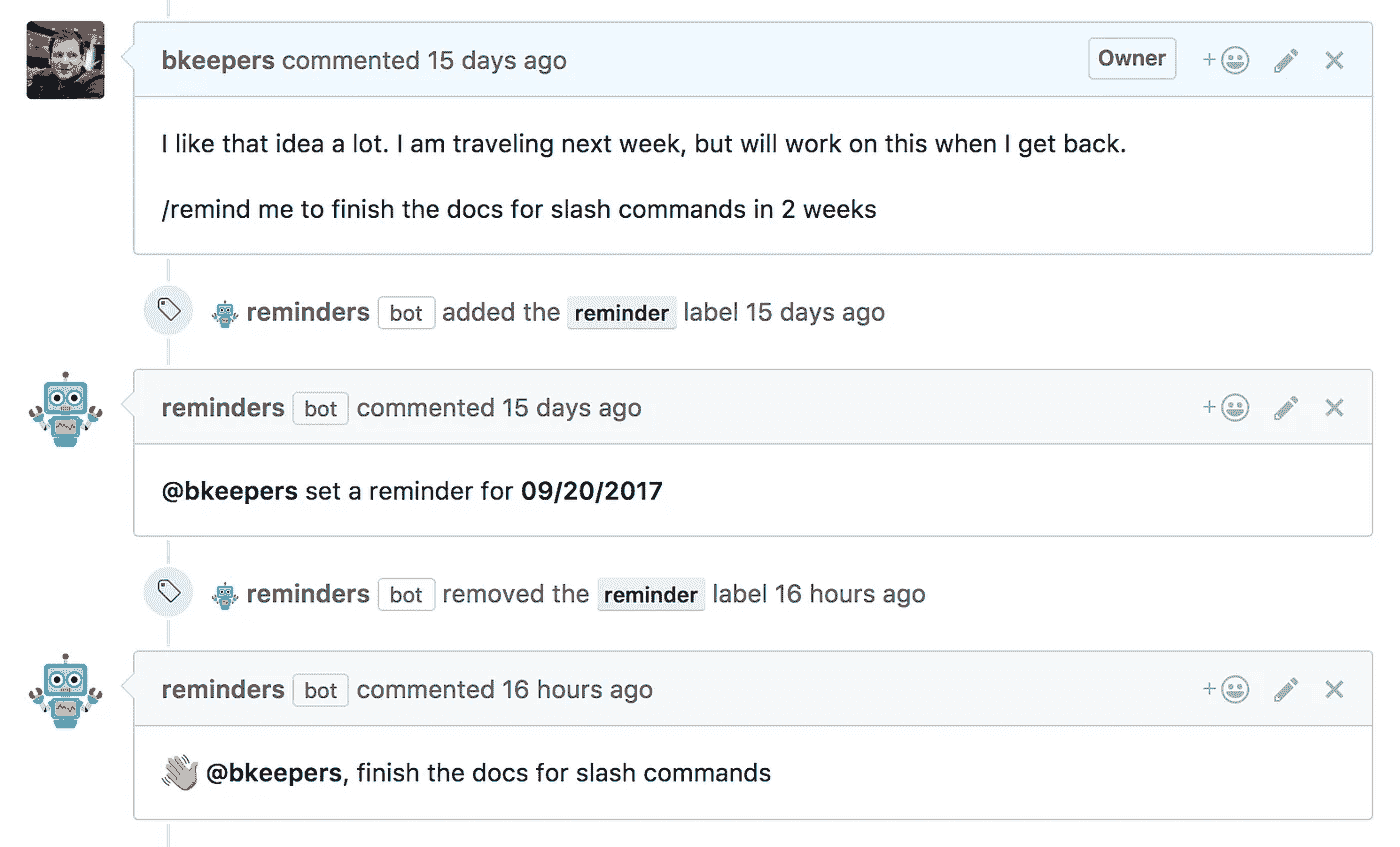 bkeepers commented 15 days ago Owner
I like that idea a lot. I am traveling next week, but will work on this when I get back.
/remind me to finish the docs for slash commands in 2 weeks
reminders bot added the reminder label 15 days ago
reminders bot commented 15 days ago
@bkeepers set a reminder for 09/20/2017
reminders bot removed the reminder label 16 hours ago
reminders bot commented 16 hours ago
👋 @bkeepers, finish the docs for slash commands